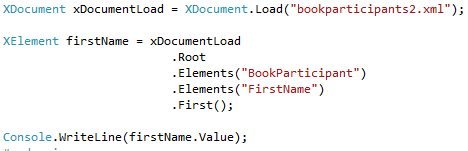 XDocument xDocumentLoad = XDocument.Load("bookparticipants2.xml");
XElement firstName = xDocumentLoad
.Root
.Elements("BookParticipant")
.Elements("FirstName")
.First();
Console.WriteLine(firstName.Value);